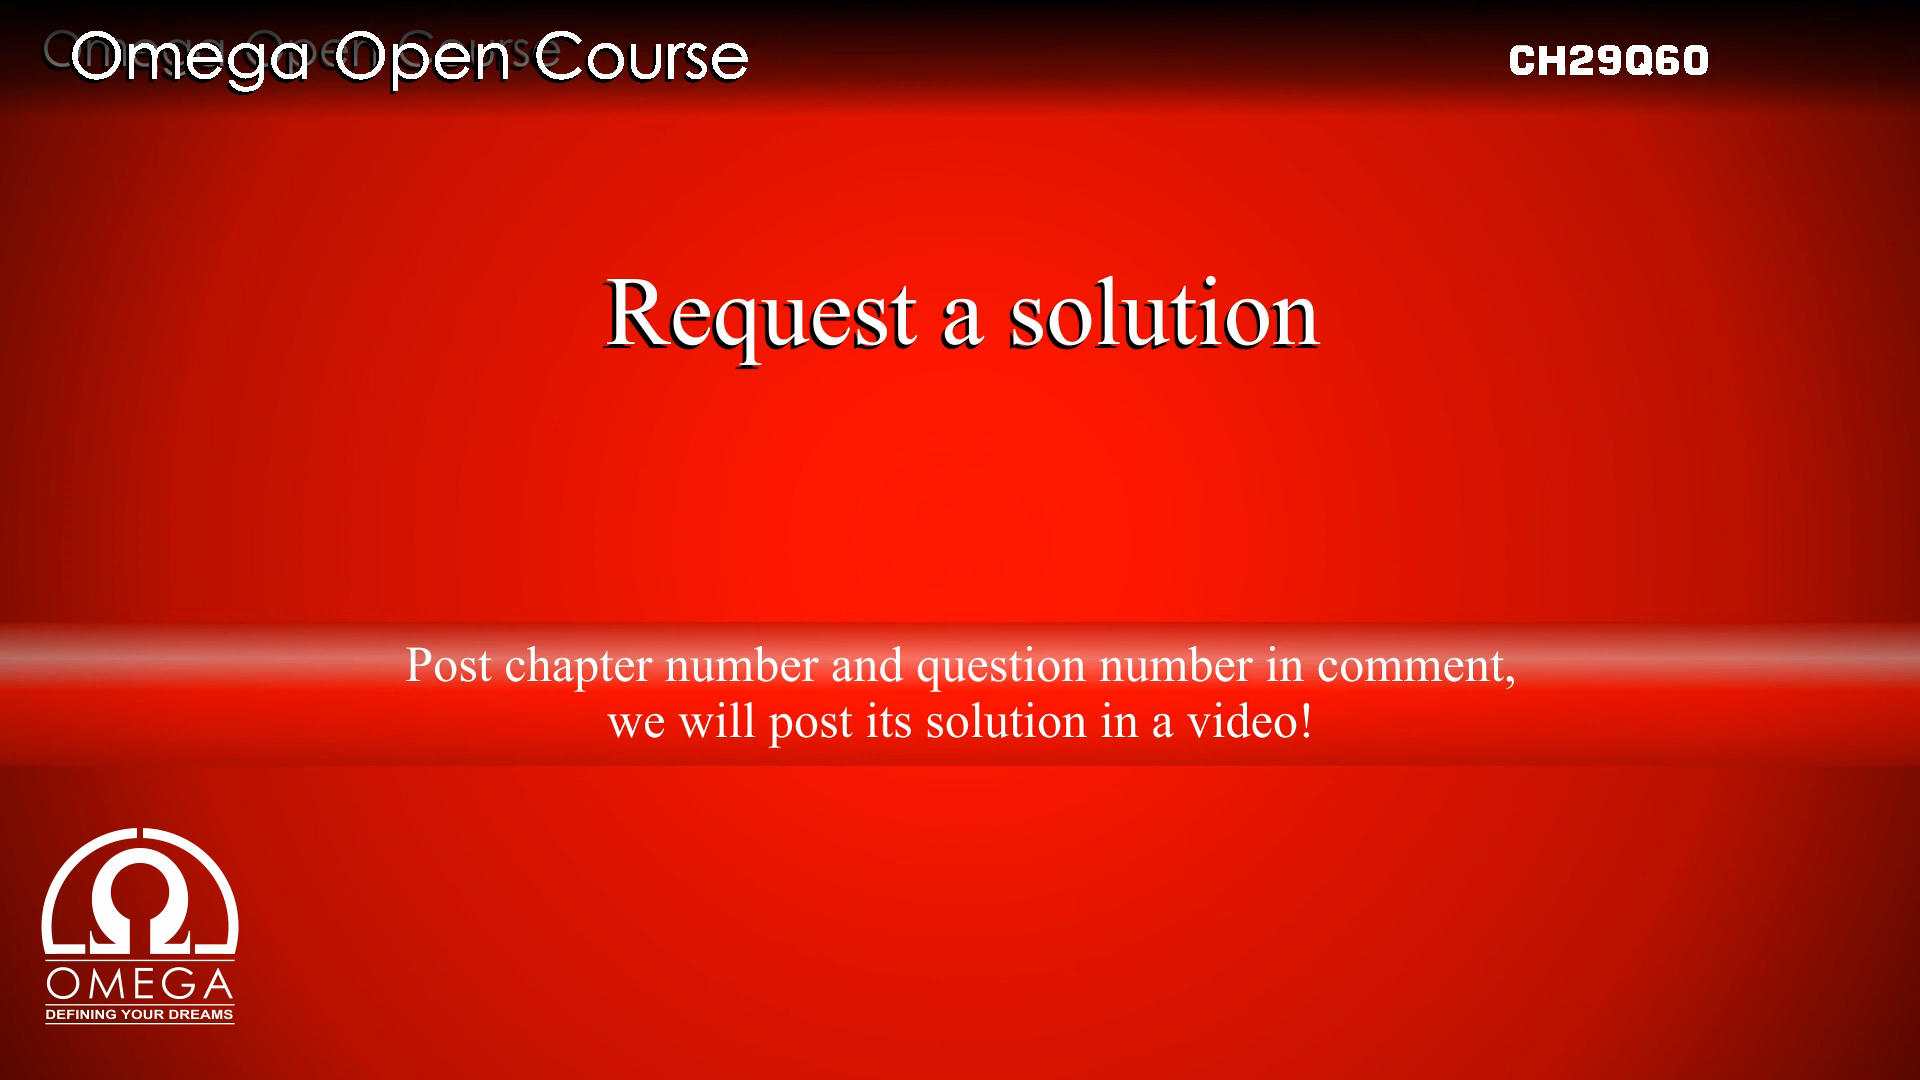 Omega Open Course
CH29Q60
Request a solution
Post chapter number and question number in comment,
we will post its solution in a video!
OMEGA
DEFINING YOUR DREAMS